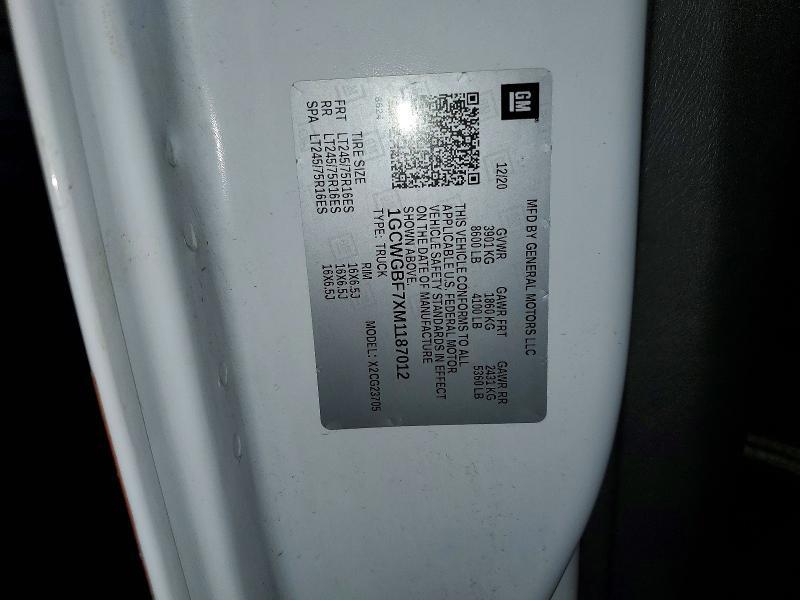 GM
MFD BY GENERAL MOTORS LLC
12/20 GVWR GAWR FRT GAWR RR
3901 KG 1860 KG 2431 KG
8600 LB 4100 LB 5360 LB
THIS VEHICLE CONFORMS TO ALL
APPLICABLE U.S. FEDERAL MOTOR
VEHICLE SAFETY STANDARDS IN EFFECT
ON THE DATE OF MANUFACTURE
SHOWN ABOVE.
1GCWGBF7XM1187012
TYPE: TRUCK MODEL: X2CG23705
TIRE SIZE RIM
FRT LT245/75R16ES 16X6.5J
RR LT245/75R16ES 16X6.5J
SPA LT245/75R16ES 16X6.5J